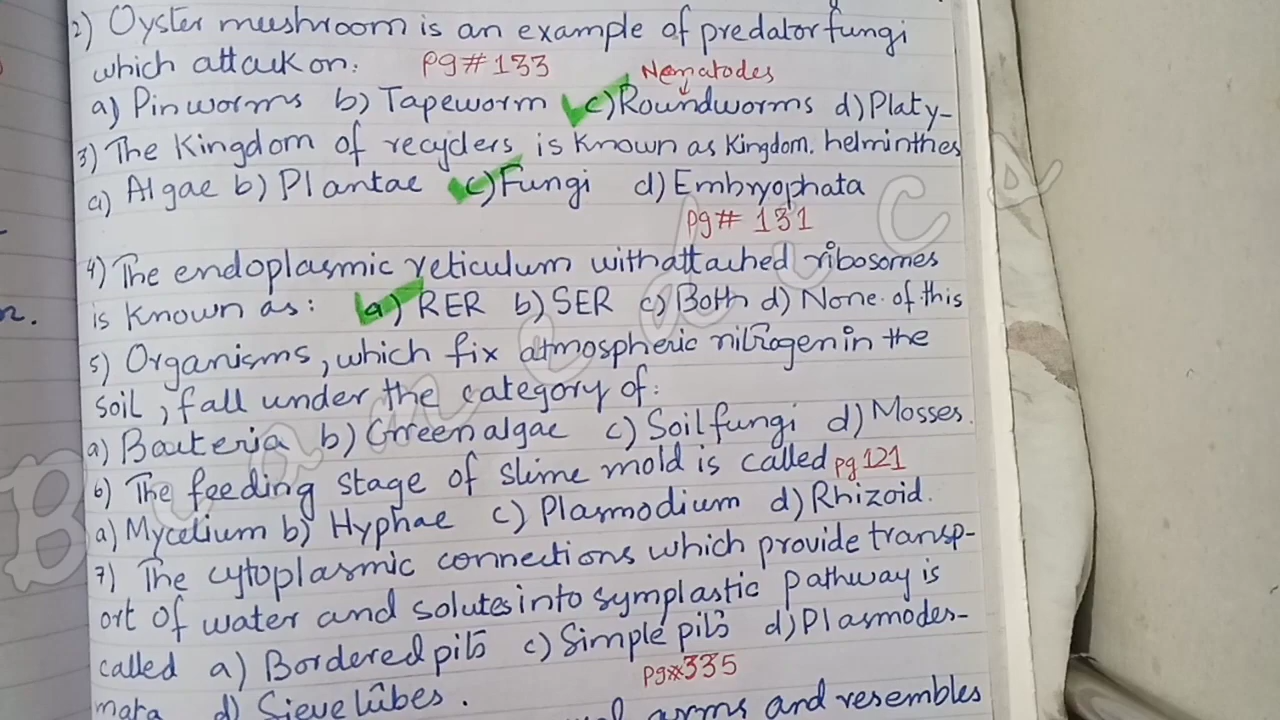 2) Oyster mushroom is an example of predator fungi
which attack on: pg# 133
Nematodes
a) Pinworms b) Tapeworm c) Roundworms d) Platy-
3) The Kingdom of recyclers is known as Kingdom. helminthes
a) Algae b) Plantae c) Fungi d) Embryophata
pg# 131
4) The endoplasmic reticulum with attached ribosomes
is known as: a) RER b) SER c) Both d) None of this
n.
5) Organisms, which fix atmospheric nitrogen in the
soil, fall under the category of:
a) Bacteria b) Green algae c) Soil fungi d) Mosses.
6) The feeding stage of slime mold is called pg 121
a) Mycelium b) Hyphae c) Plasmodium d) Rhizoid.
7) The cytoplasmic connections which provide transp-
ort of water and solutes into symplastic pathway is
called a) Bordered pits c) Simple pits d) Plasmodes-
pg#335
mata d) Sieve tubes.
arms and resembles